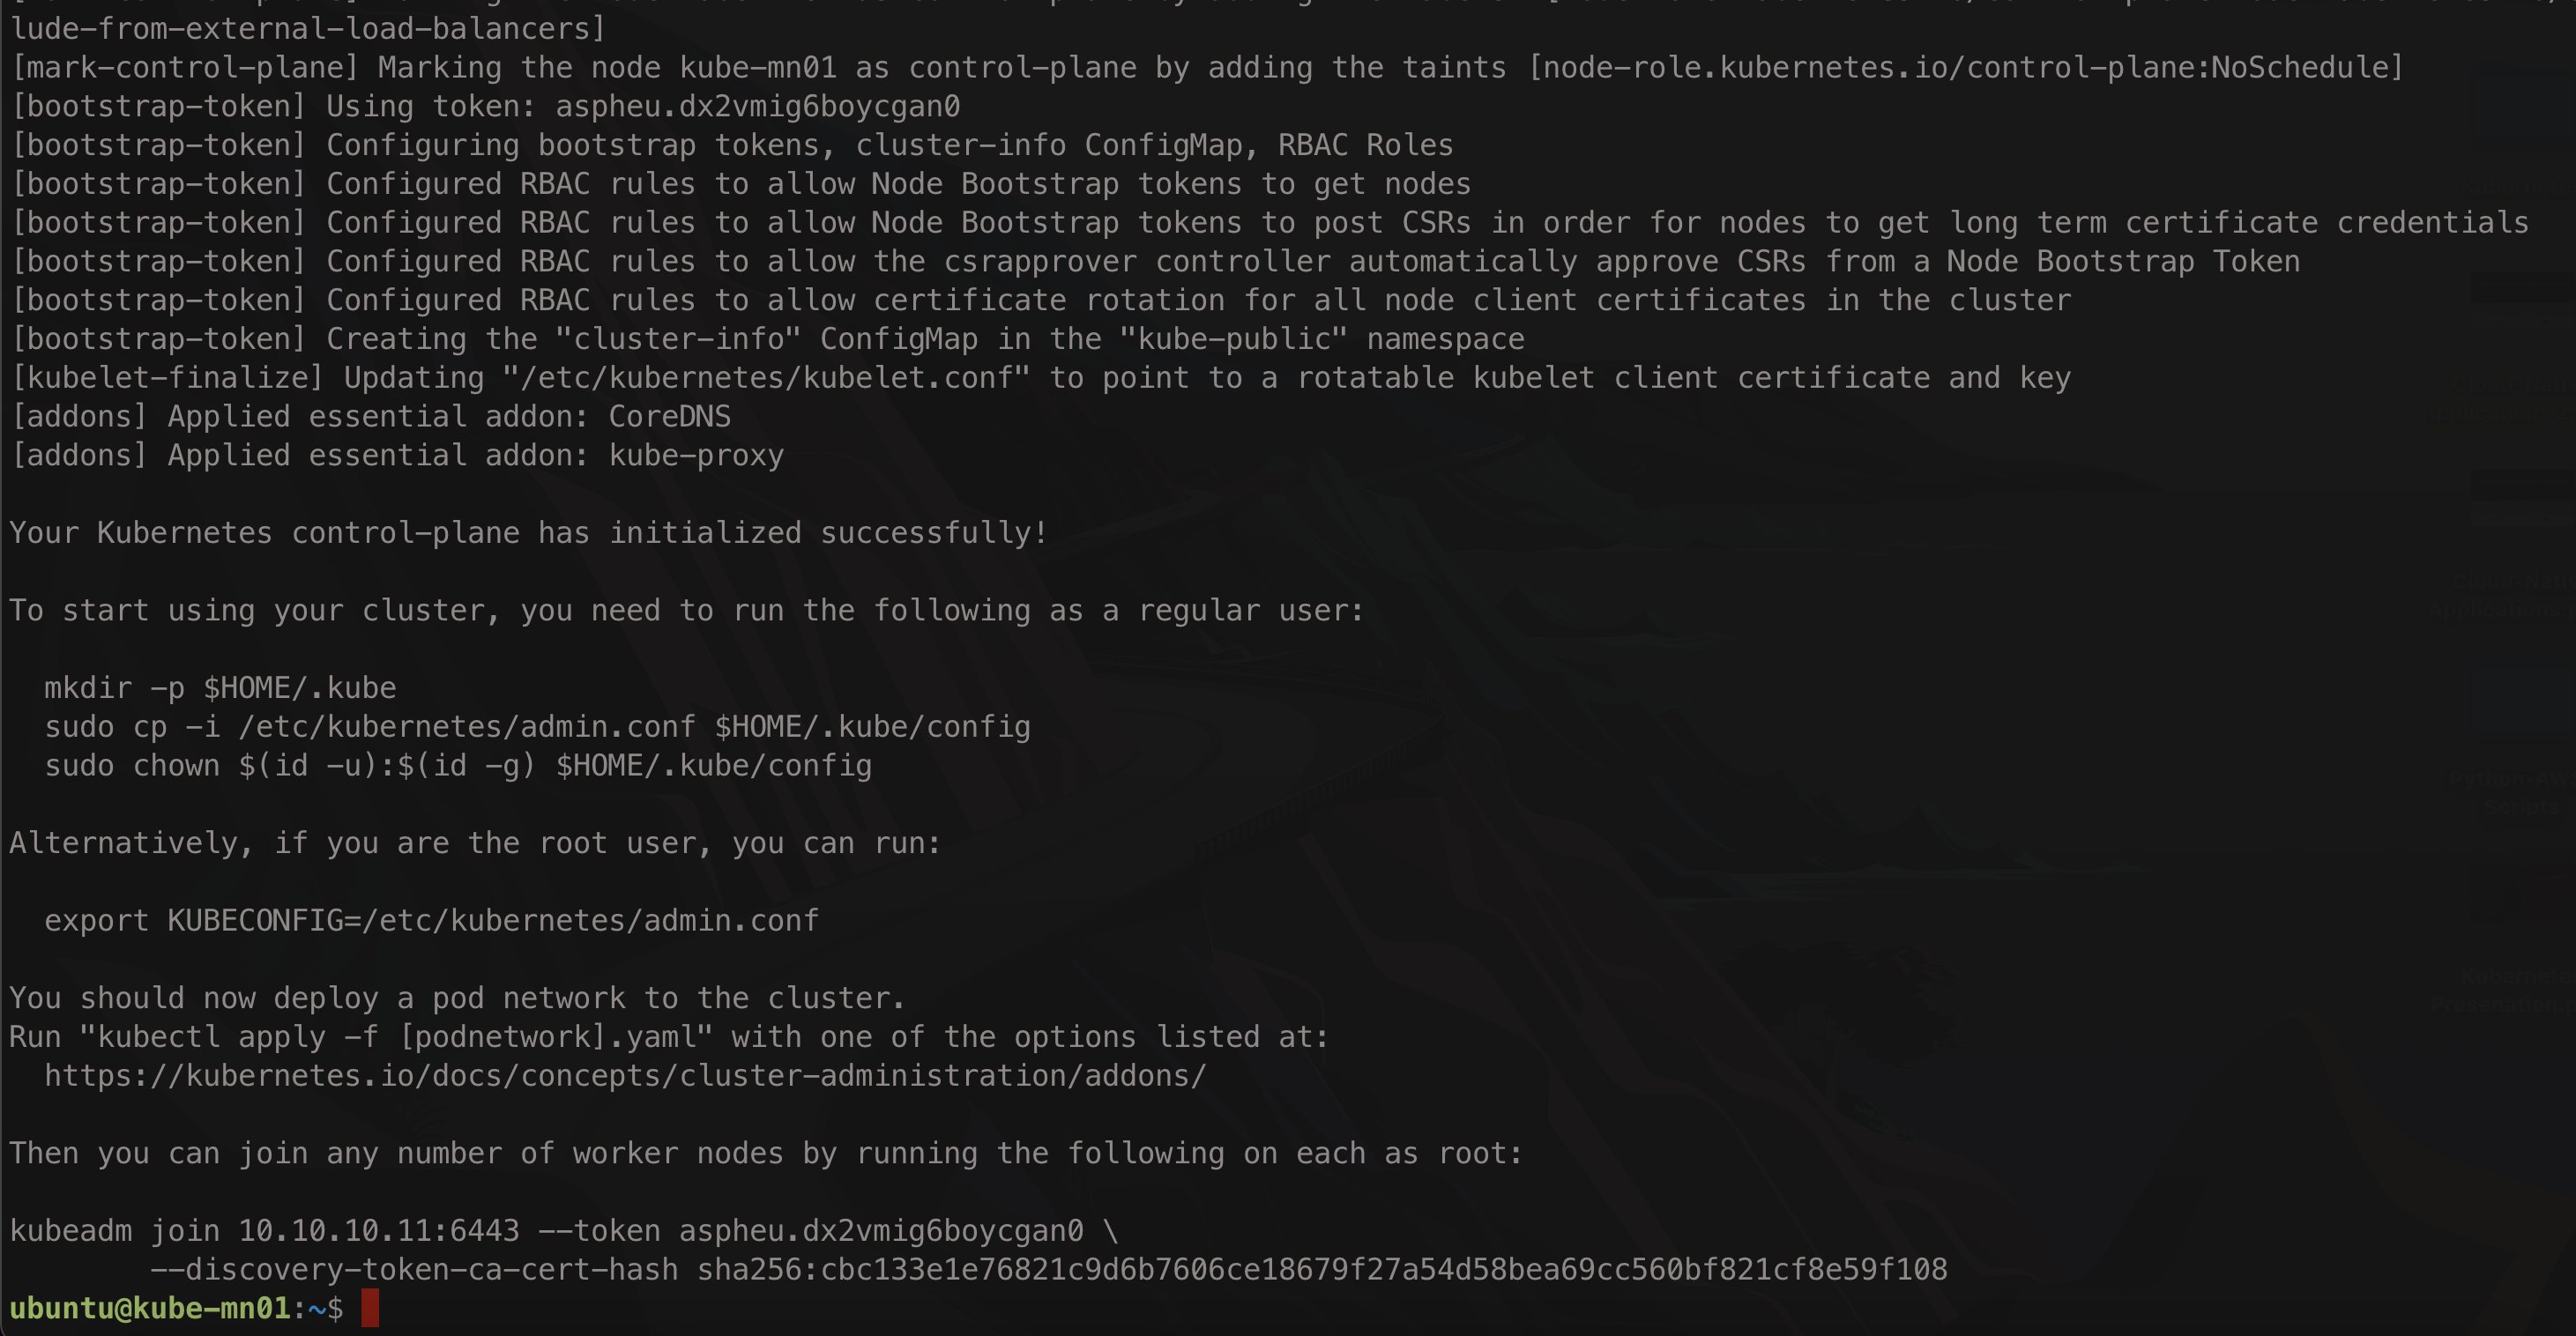 lude-from-external-load-balancers]
[mark-control-plane] Marking the node kube-mn01 as control-plane by adding the taints [node-role.kubernetes.io/control-plane:NoSchedule]
[bootstrap-token] Using token: aspheu.dx2vmig6boycgan0
[bootstrap-token] Configuring bootstrap tokens, cluster-info ConfigMap, RBAC Roles
[bootstrap-token] Configured RBAC rules to allow Node Bootstrap tokens to get nodes
[bootstrap-token] Configured RBAC rules to allow Node Bootstrap tokens to post CSRs in order for nodes to get long term certificate credentials
[bootstrap-token] Configured RBAC rules to allow the csrapprover controller automatically approve CSRs from a Node Bootstrap Token
[bootstrap-token] Configured RBAC rules to allow certificate rotation for all node client certificates in the cluster
[bootstrap-token] Creating the "cluster-info" ConfigMap in the "kube-public" namespace
[kubelet-finalize] Updating "/etc/kubernetes/kubelet.conf" to point to a rotatable kubelet client certificate and key
[addons] Applied essential addon: CoreDNS
[addons] Applied essential addon: kube-proxy
Your Kubernetes control-plane has initialized successfully!
To start using your cluster, you need to run the following as a regular user:
mkdir -p $HOME/.kube
sudo cp -i /etc/kubernetes/admin.conf $HOME/.kube/config
sudo chown $(id -u):$(id -g) $HOME/.kube/config
Alternatively, if you are the root user, you can run:
export KUBECONFIG=/etc/kubernetes/admin.conf
You should now deploy a pod network to the cluster.
Run "kubectl apply -f [podnetwork].yaml" with one of the options listed at:
https://kubernetes.io/docs/concepts/cluster-administration/addons/
Then you can join any number of worker nodes by running the following on each as root:
kubeadm join 10.10.10.11:6443 --token aspheu.dx2vmig6boycgan0 \
--discovery-token-ca-cert-hash sha256:cbc133e1e76821c9d6b7606ce18679f27a54d58bea69cc560bf821cf8e59f108
ubuntu@kube-mn01:~$